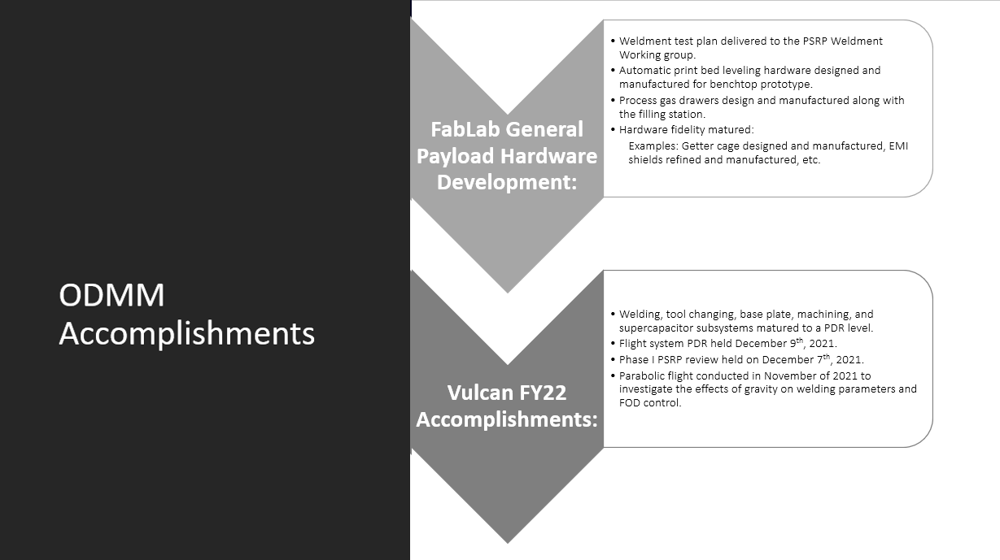 ODMM
Accomplishments
FabLab General
Payload Hardware
Development:
• Weldment test plan delivered to the PSRP Weldment
Working group.
• Automatic print bed leveling hardware designed and
manufactured for benchtop prototype.
• Process gas drawers design and manufactured along with
the filling station.
• Hardware fidelity matured:
Examples: Getter cage designed and manufactured, EMI
shields refined and manufactured, etc.
Vulcan FY22
Accomplishments:
• Welding, tool changing, base plate, machining, and
supercapacitor subsystems matured to a PDR level.
• Flight system PDR held December 9th, 2021.
• Phase I PSRP review held on December 7th, 2021.
• Parabolic flight conducted in November of 2021 to
investigate the effects of gravity on welding parameters and
FOD control.